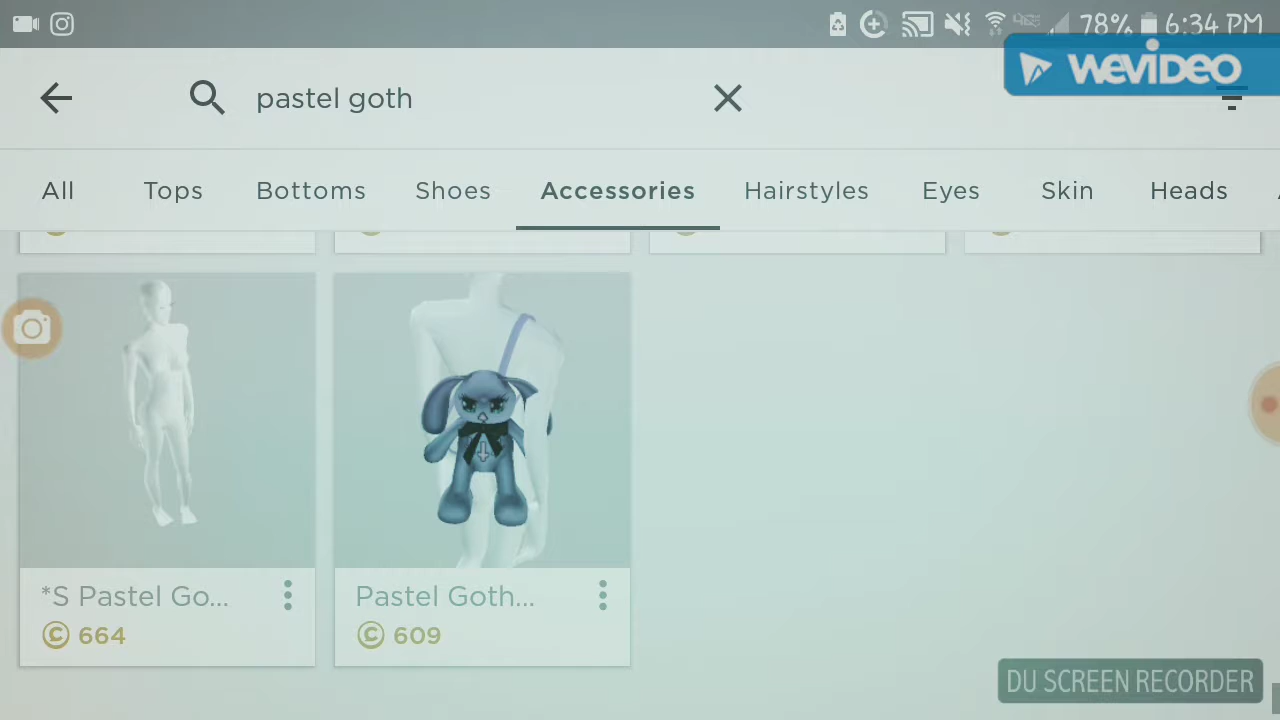 78% 6:34 PM
WEVIDEO
pastel goth
All Tops Bottoms Shoes Accessories Hairstyles Eyes Skin Heads
*S Pastel Go... Pastel Goth...
© 664 © 609
DU SCREEN RECORDER